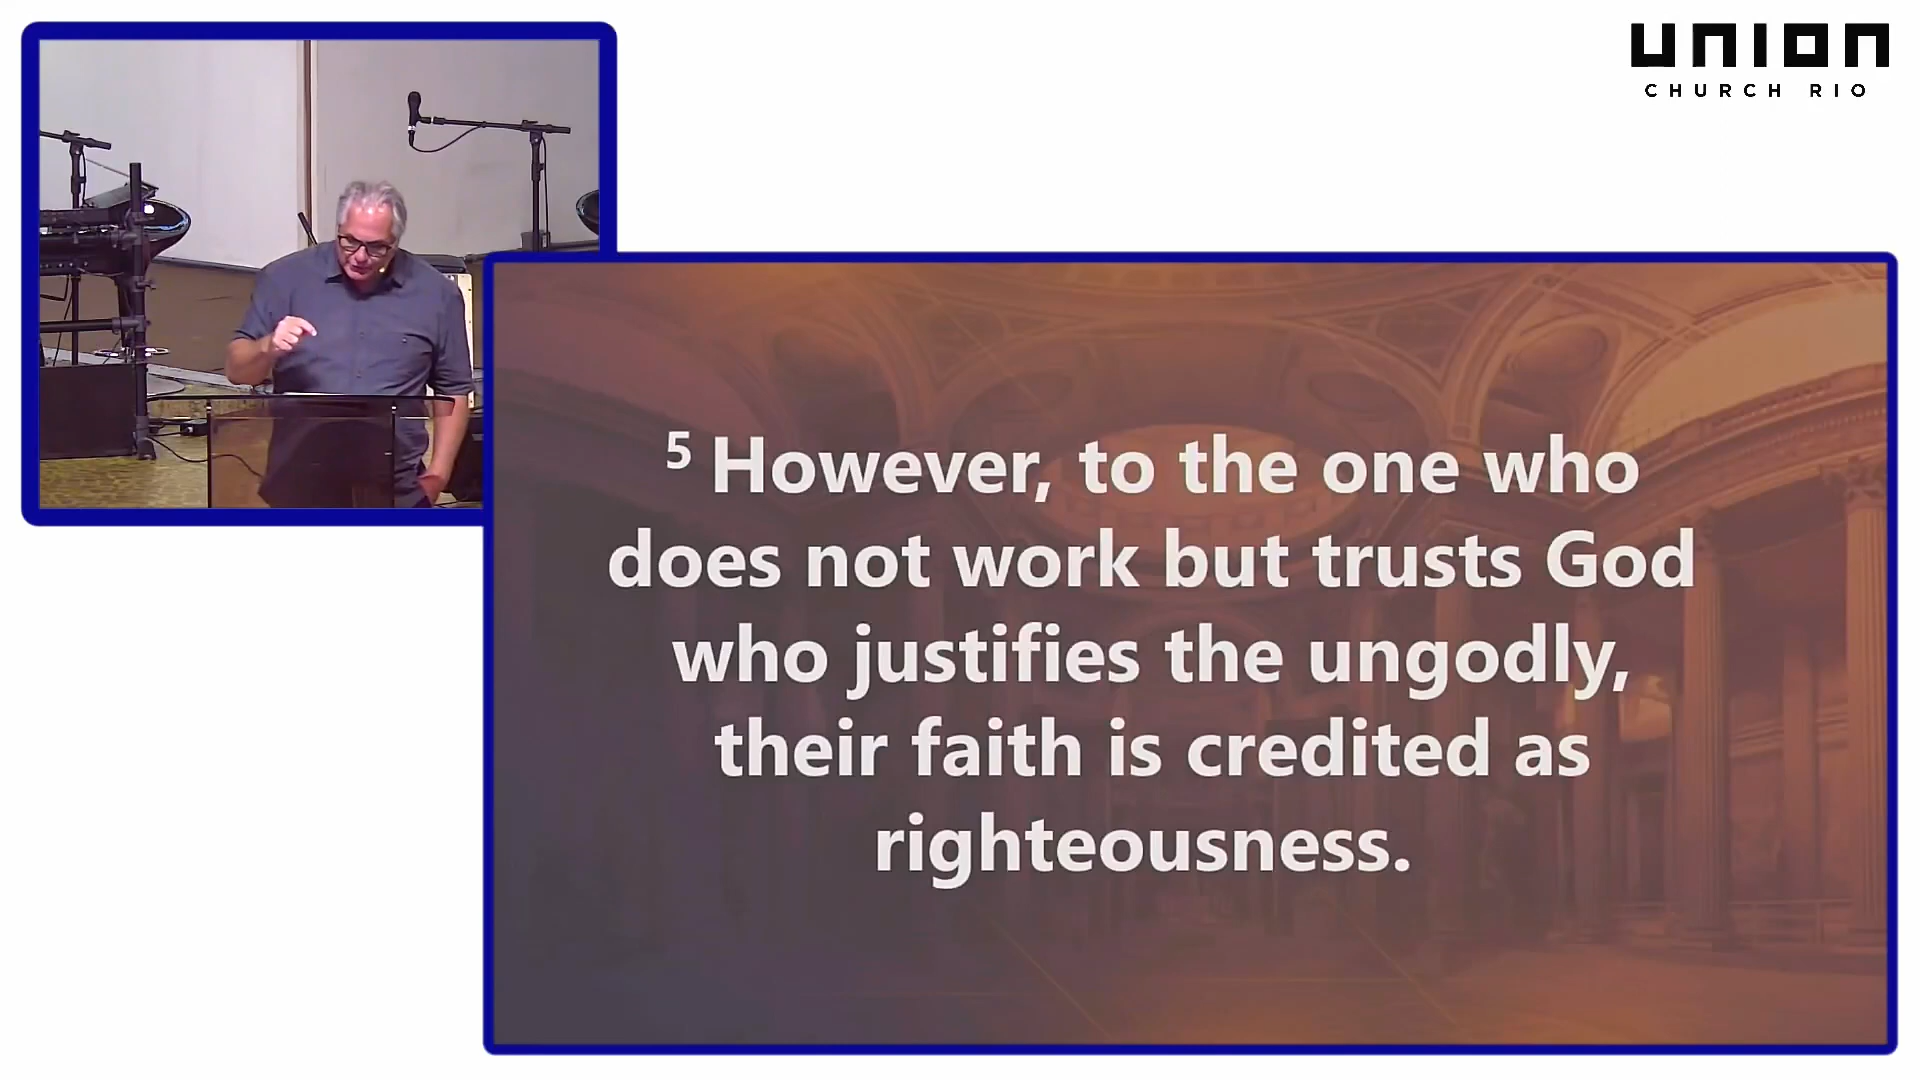 UNION
CHURCH RIO
5 However, to the one who
does not work but trusts God
who justifies the ungodly,
their faith is credited as
righteousness.